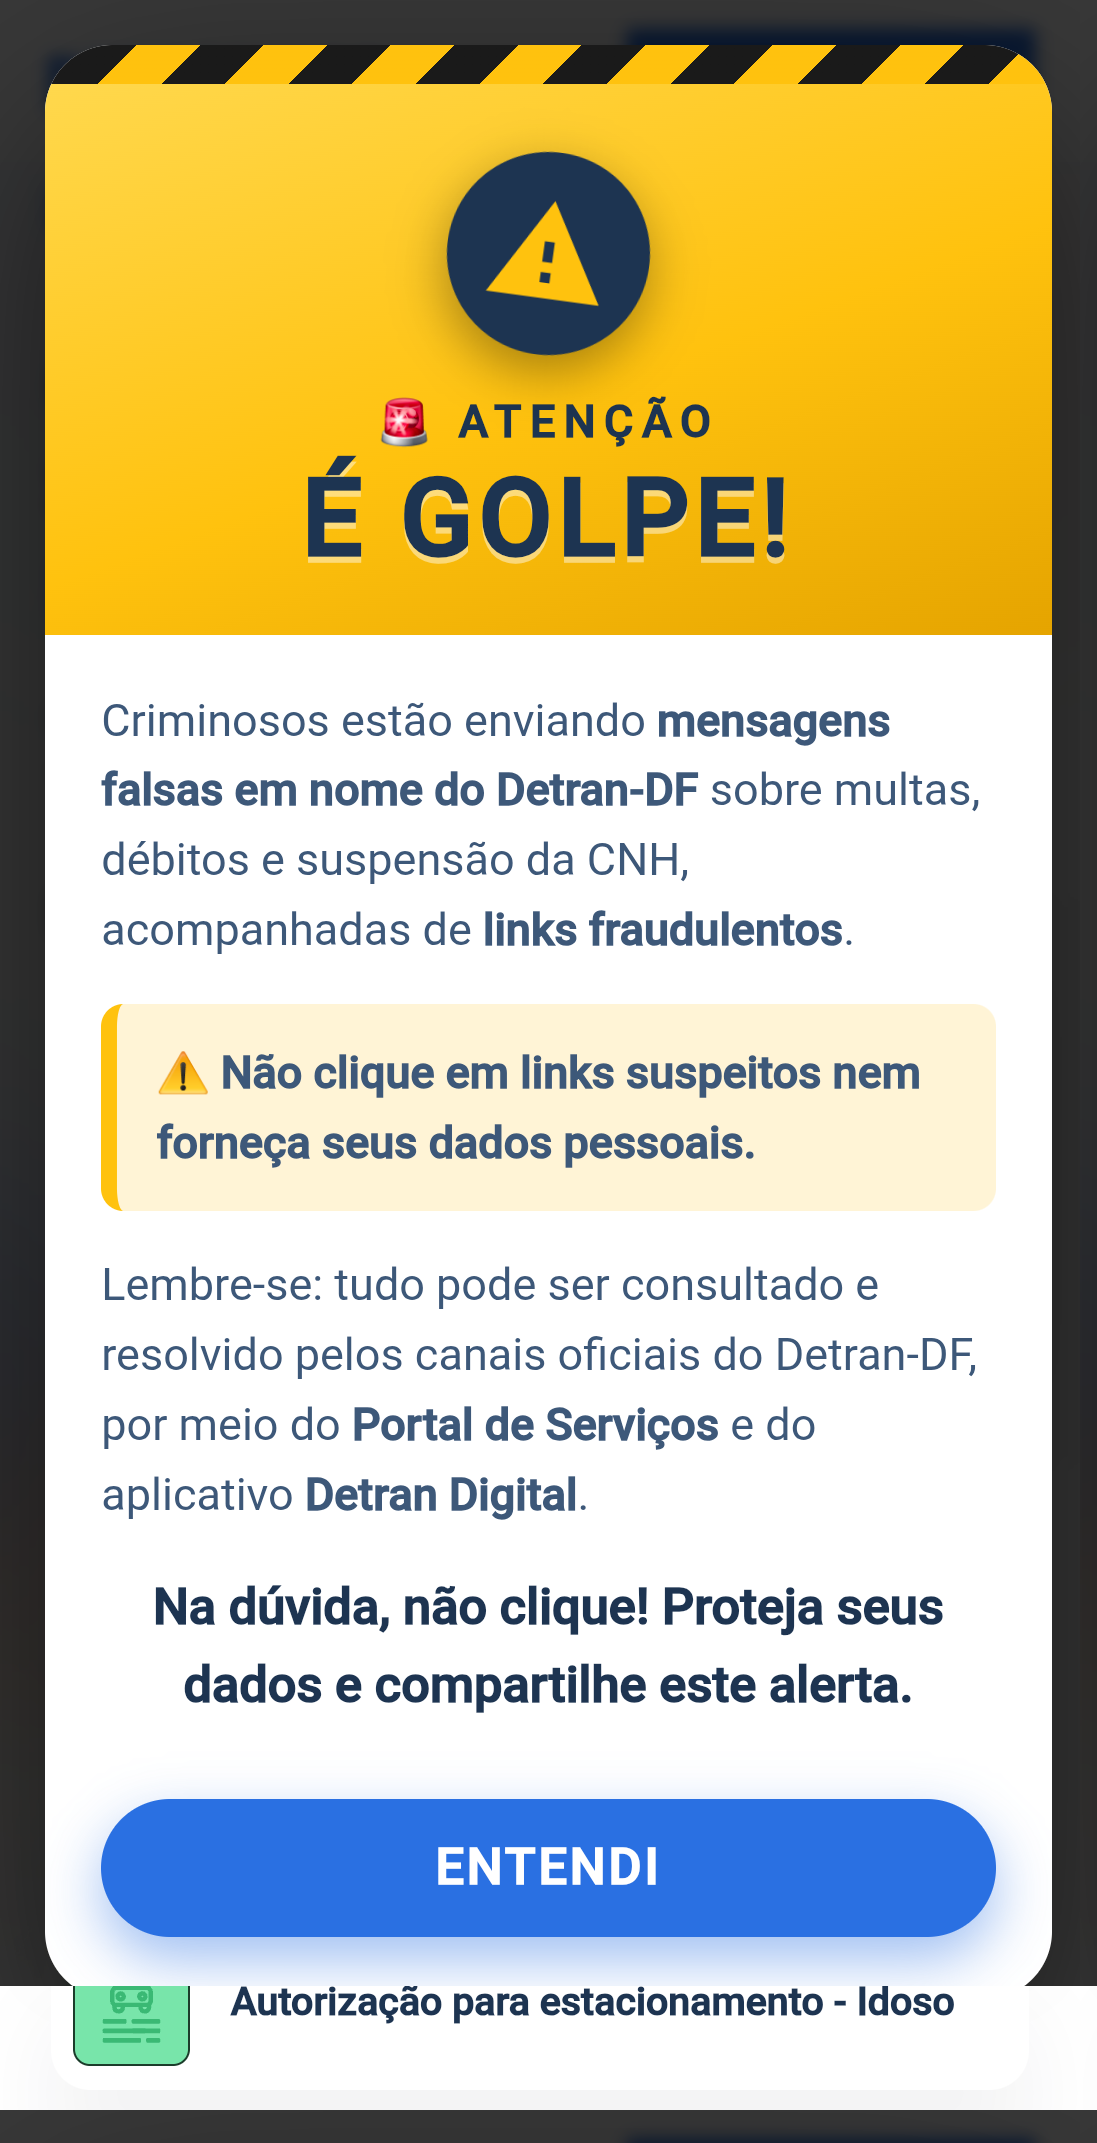 🚨 ATENÇÃO
É GOLPE!
Criminosos estão enviando mensagens
falsas em nome do Detran-DF sobre multas,
débitos e suspensão da CNH,
acompanhadas de links fraudulentos.
⚠️ Não clique em links suspeitos nem
forneça seus dados pessoais.
Lembre-se: tudo pode ser consultado e
resolvido pelos canais oficiais do Detran-DF,
por meio do Portal de Serviços e do
aplicativo Detran Digital.
Na dúvida, não clique! Proteja seus
dados e compartilhe este alerta.
ENTENDI
Autorização para estacionamento - Idoso